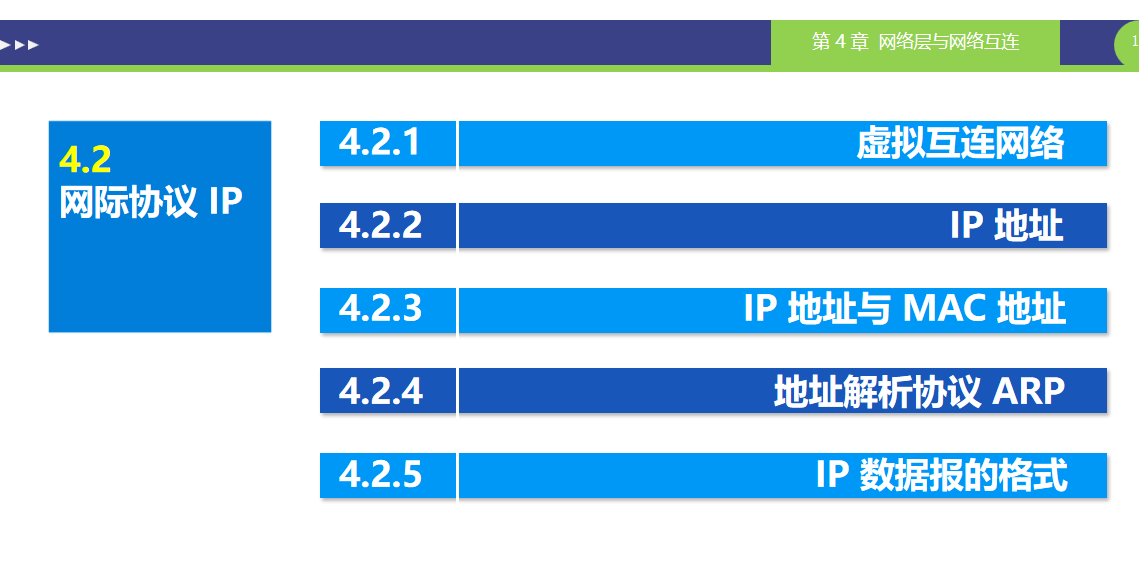 第 4 章 网络层与网络互连
4.2
网际协议 IP
4.2.1 虚拟互连网络
4.2.2 IP 地址
4.2.3 IP 地址与 MAC 地址
4.2.4 地址解析协议 ARP
4.2.5 IP 数据报的格式